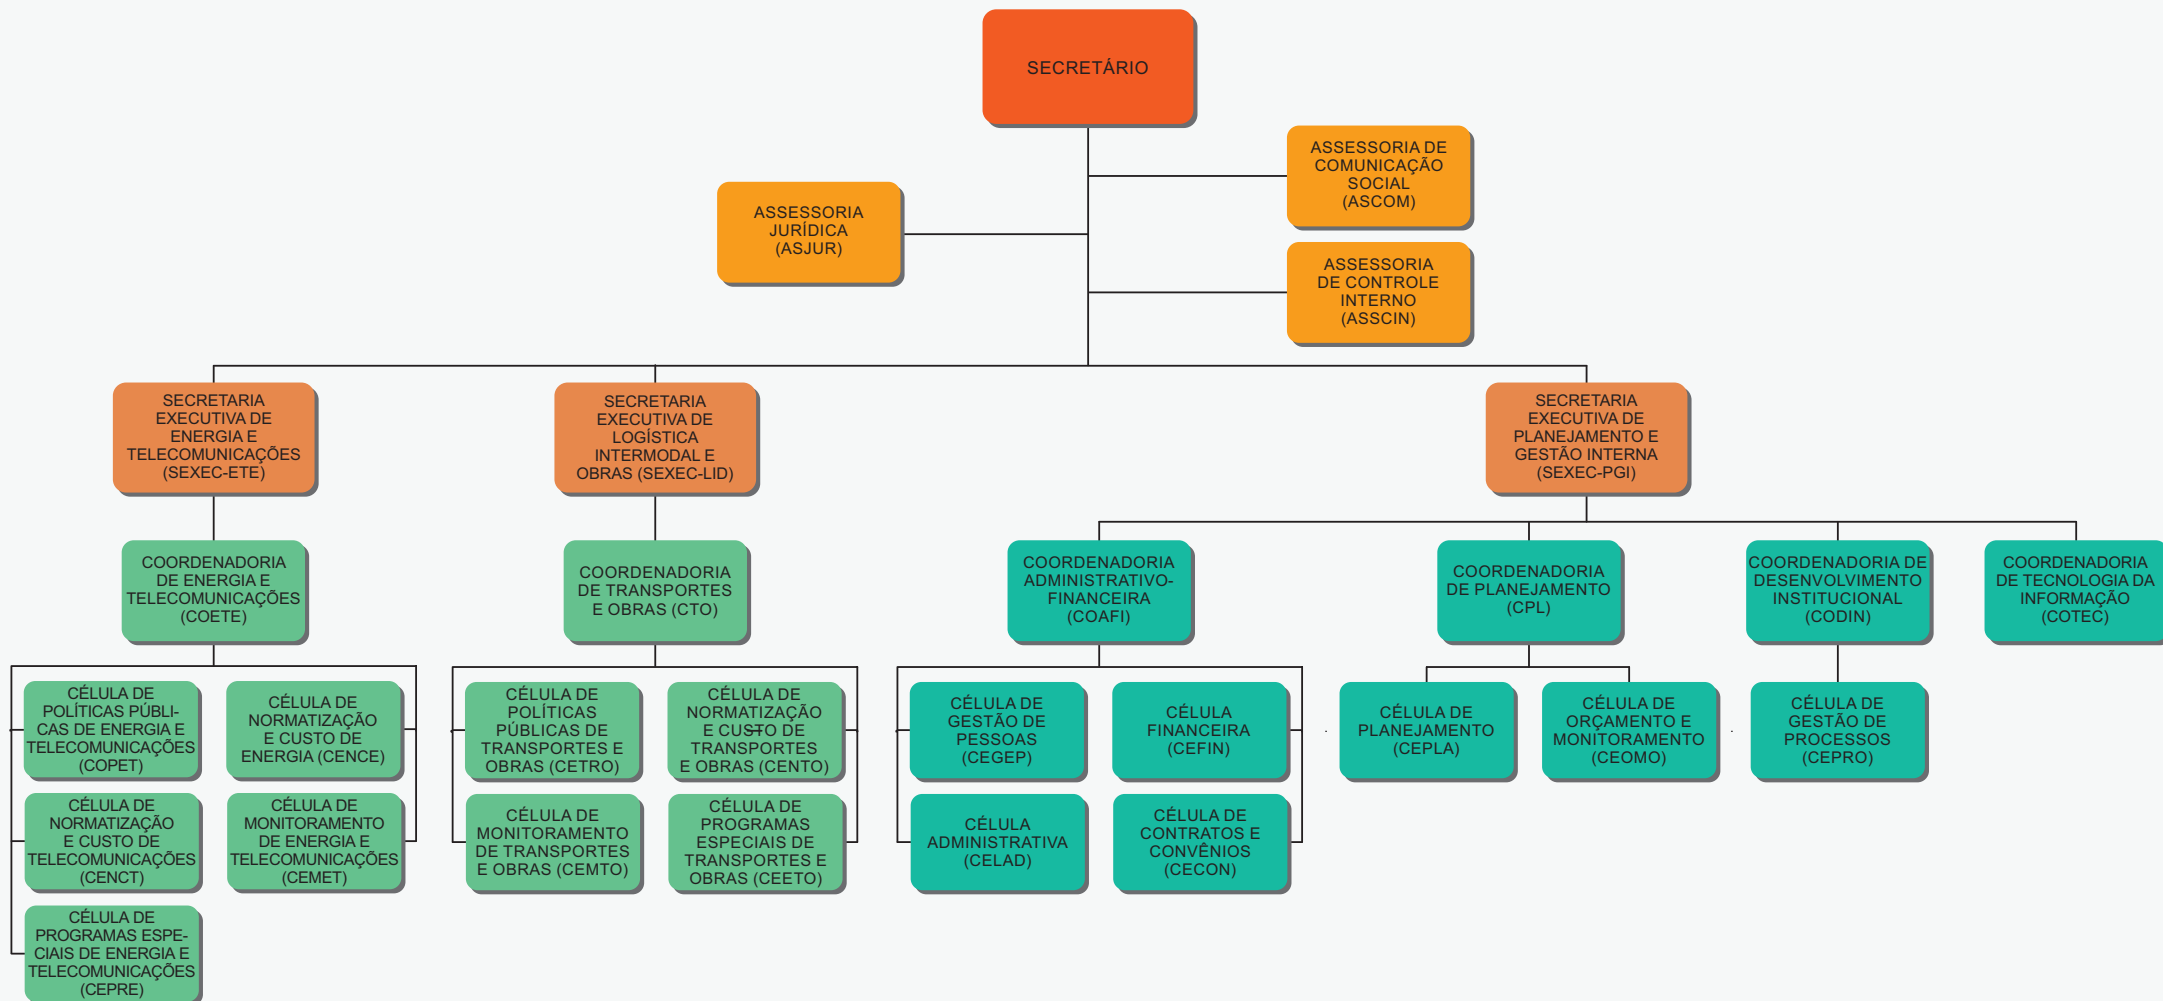 SECRETÁRIO
ASSESSORIA DE
COMUNICAÇÃO
SOCIAL
(ASCOM)
ASSESSORIA
JURÍDICA
(ASJUR)
ASSESSORIA
DE CONTROLE
INTERNO
(ASSCIN)
SECRETARIA
EXECUTIVA DE
ENERGIA E
TELECOMUNICAÇÕES
(SEXEC-ETE)
SECRETARIA
EXECUTIVA DE
LOGÍSTICA
INTERMODAL E
OBRAS (SEXEC-LID)
SECRETARIA
EXECUTIVA DE
PLANEJAMENTO E
GESTÃO INTERNA
(SEXEC-PGI)
COORDENADORIA
DE ENERGIA E
TELECOMUNICAÇÕES
(COETE)
COORDENADORIA
DE TRANSPORTES
E OBRAS (CTO)
COORDENADORIA
ADMINISTRATIVO-
FINANCEIRA
(COAFI)
COORDENADORIA
DE PLANEJAMENTO
(CPL)
COORDENADORIA DE
DESENVOLVIMENTO
INSTITUCIONAL
(CODIN)
COORDENADORIA
DE TECNOLOGIA DA
INFORMAÇÃO
(COTEC)
CÉLULA DE
POLÍTICAS PÚBLI-
CAS DE ENERGIA E
TELECOMUNICAÇÕES
(COPET)
CÉLULA DE
NORMATIZAÇÃO
E CUSTO DE
ENERGIA (CENCE)
CÉLULA DE
POLÍTICAS
PÚBLICAS DE
TRANSPORTES E
OBRAS (CETRO)
CÉLULA DE
NORMATIZAÇÃO
E CUSTO DE
TRANSPORTES
E OBRAS (CENTO)
CÉLULA DE
GESTÃO DE
PESSOAS
(CEGEP)
CÉLULA
FINANCEIRA
(CEFIN)
CÉLULA DE
PLANEJAMENTO
(CEPLA)
CÉLULA DE
ORÇAMENTO E
MONITORAMENTO
(CEOMO)
CÉLULA DE
GESTÃO DE
PROCESSOS
(CEPRO)
CÉLULA DE
NORMATIZAÇÃO
E CUSTO DE
TELECOMUNICAÇÕES
(CENCT)
CÉLULA DE
MONITORAMENTO
DE ENERGIA E
TELECOMUNICAÇÕES
(CEMET)
CÉLULA DE
MONITORAMENTO
DE TRANSPORTES
E OBRAS (CEMTO)
CÉLULA DE
PROGRAMAS
ESPECIAIS DE
TRANSPORTES E
OBRAS (CEETO)
CÉLULA
ADMINISTRATIVA
(CELAD)
CÉLULA DE
CONTRATOS E
CONVÊNIOS
(CECON)
CÉLULA DE
PROGRAMAS ESPE-
CIAIS DE ENERGIA E
TELECOMUNICAÇÕES
(CEPRE)